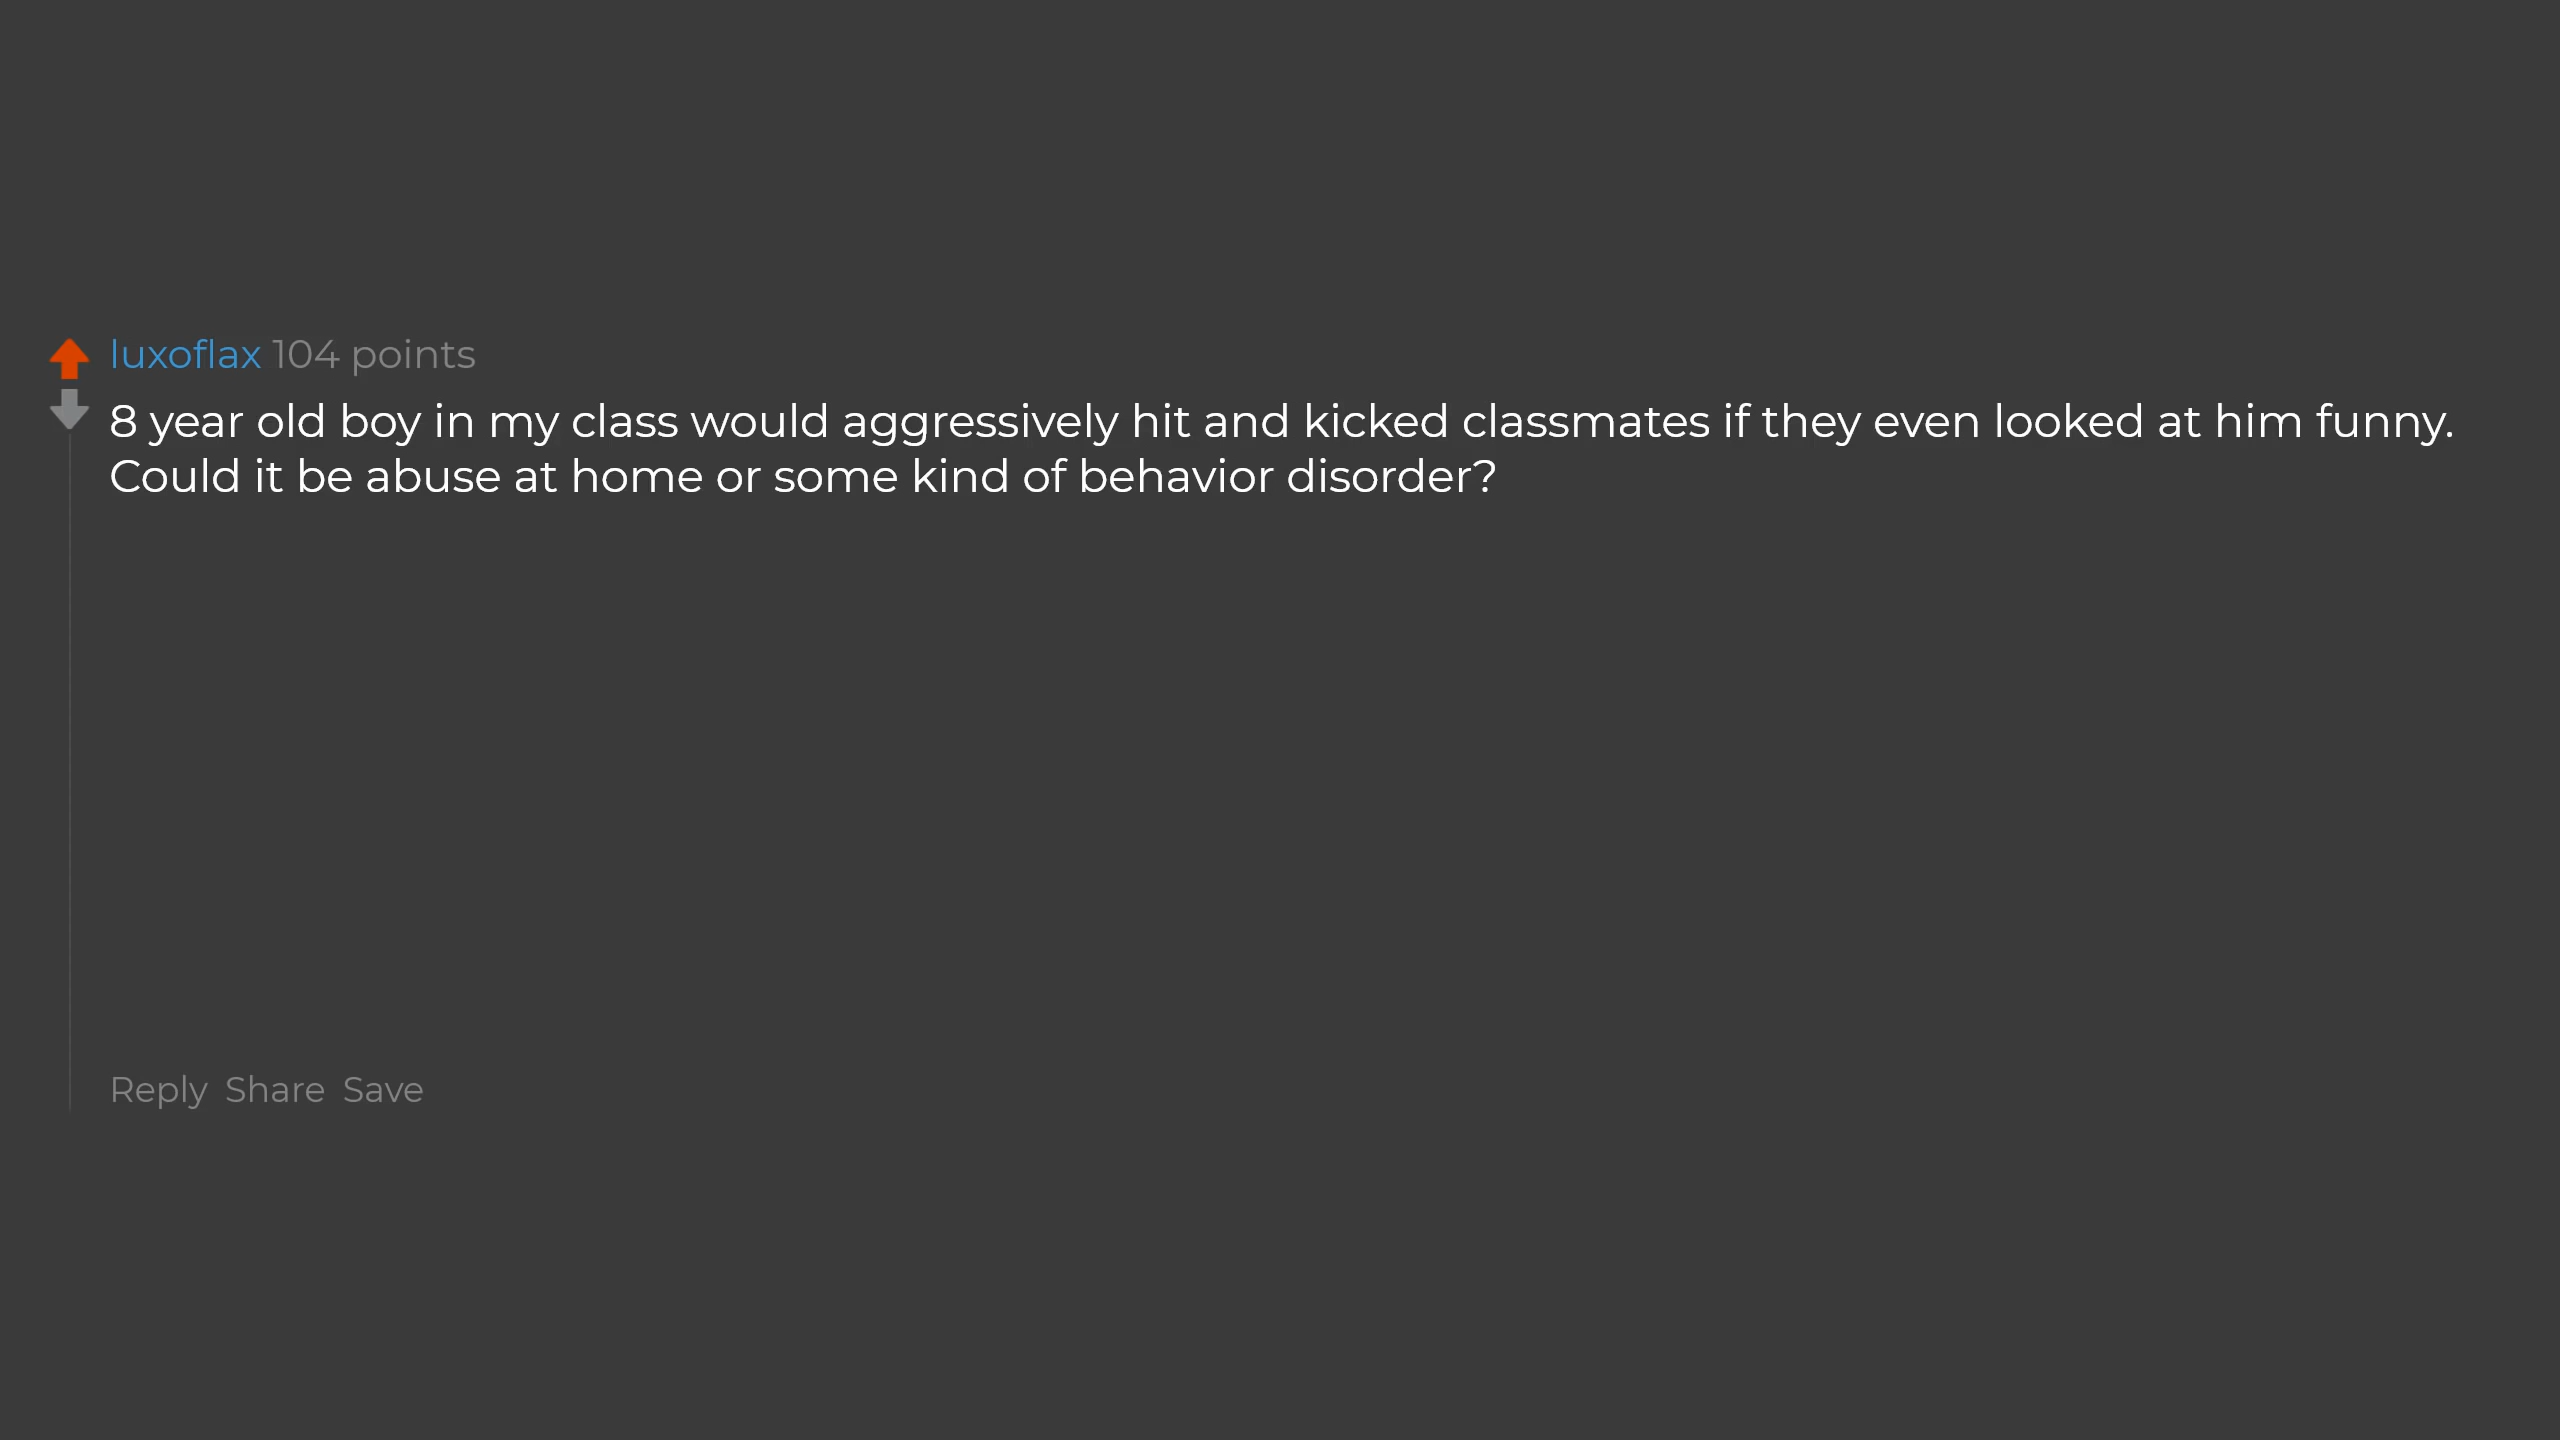 luxoflax 104 points
8 year old boy in my class would aggressively hit and kicked classmates if they even looked at him funny.
Could it be abuse at home or some kind of behavior disorder?
Reply Share Save